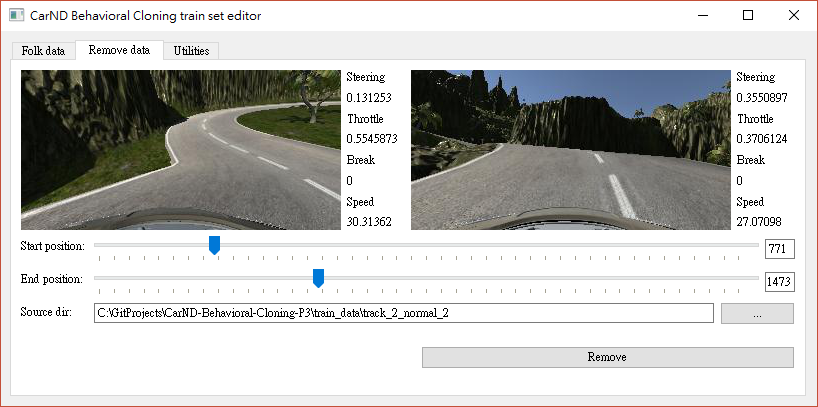 CarND Behavioral Cloning train set editor
Folk data
Remove data
Utilities
Steering
0.131253
Throttle
0.5545873
Break
0
Speed
30.31362
Steering
0.3550897
Throttle
0.3706124
Break
0
Speed
27.07098
Start position:
771
End position:
1473
Source dir:
C:\GitProjects\CarND-Behavioral-Cloning-P3\train_data\track_2_normal_2
...
Remove